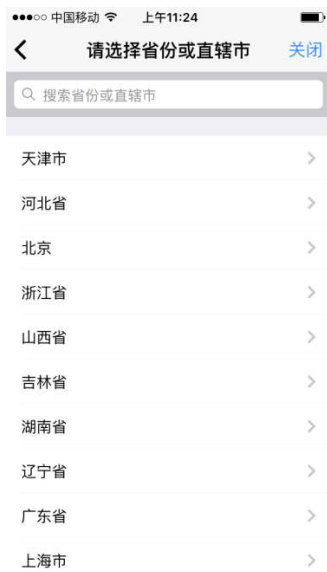 中国移动 上午11:24
请选择省份或直辖市 关闭
搜索省份或直辖市
天津市
河北省
北京
浙江省
山西省
吉林省
湖南省
辽宁省
广东省
上海市